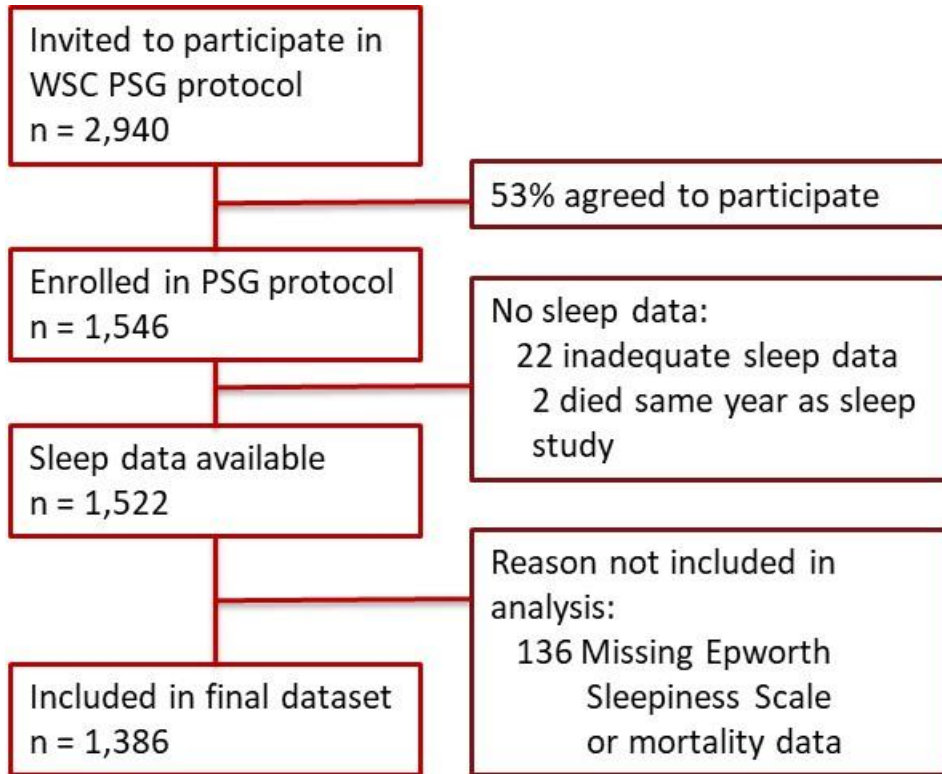 Invited to participate in
WSC PSG protocol
n = 2,940
53% agreed to participate
Enrolled in PSG protocol
n = 1,546
No sleep data:
22 inadequate sleep data
2 died same year as sleep
study
Sleep data available
n = 1,522
Reason not included in
analysis:
136 Missing Epworth
Sleepiness Scale
or mortality data
Included in final dataset
n = 1,386